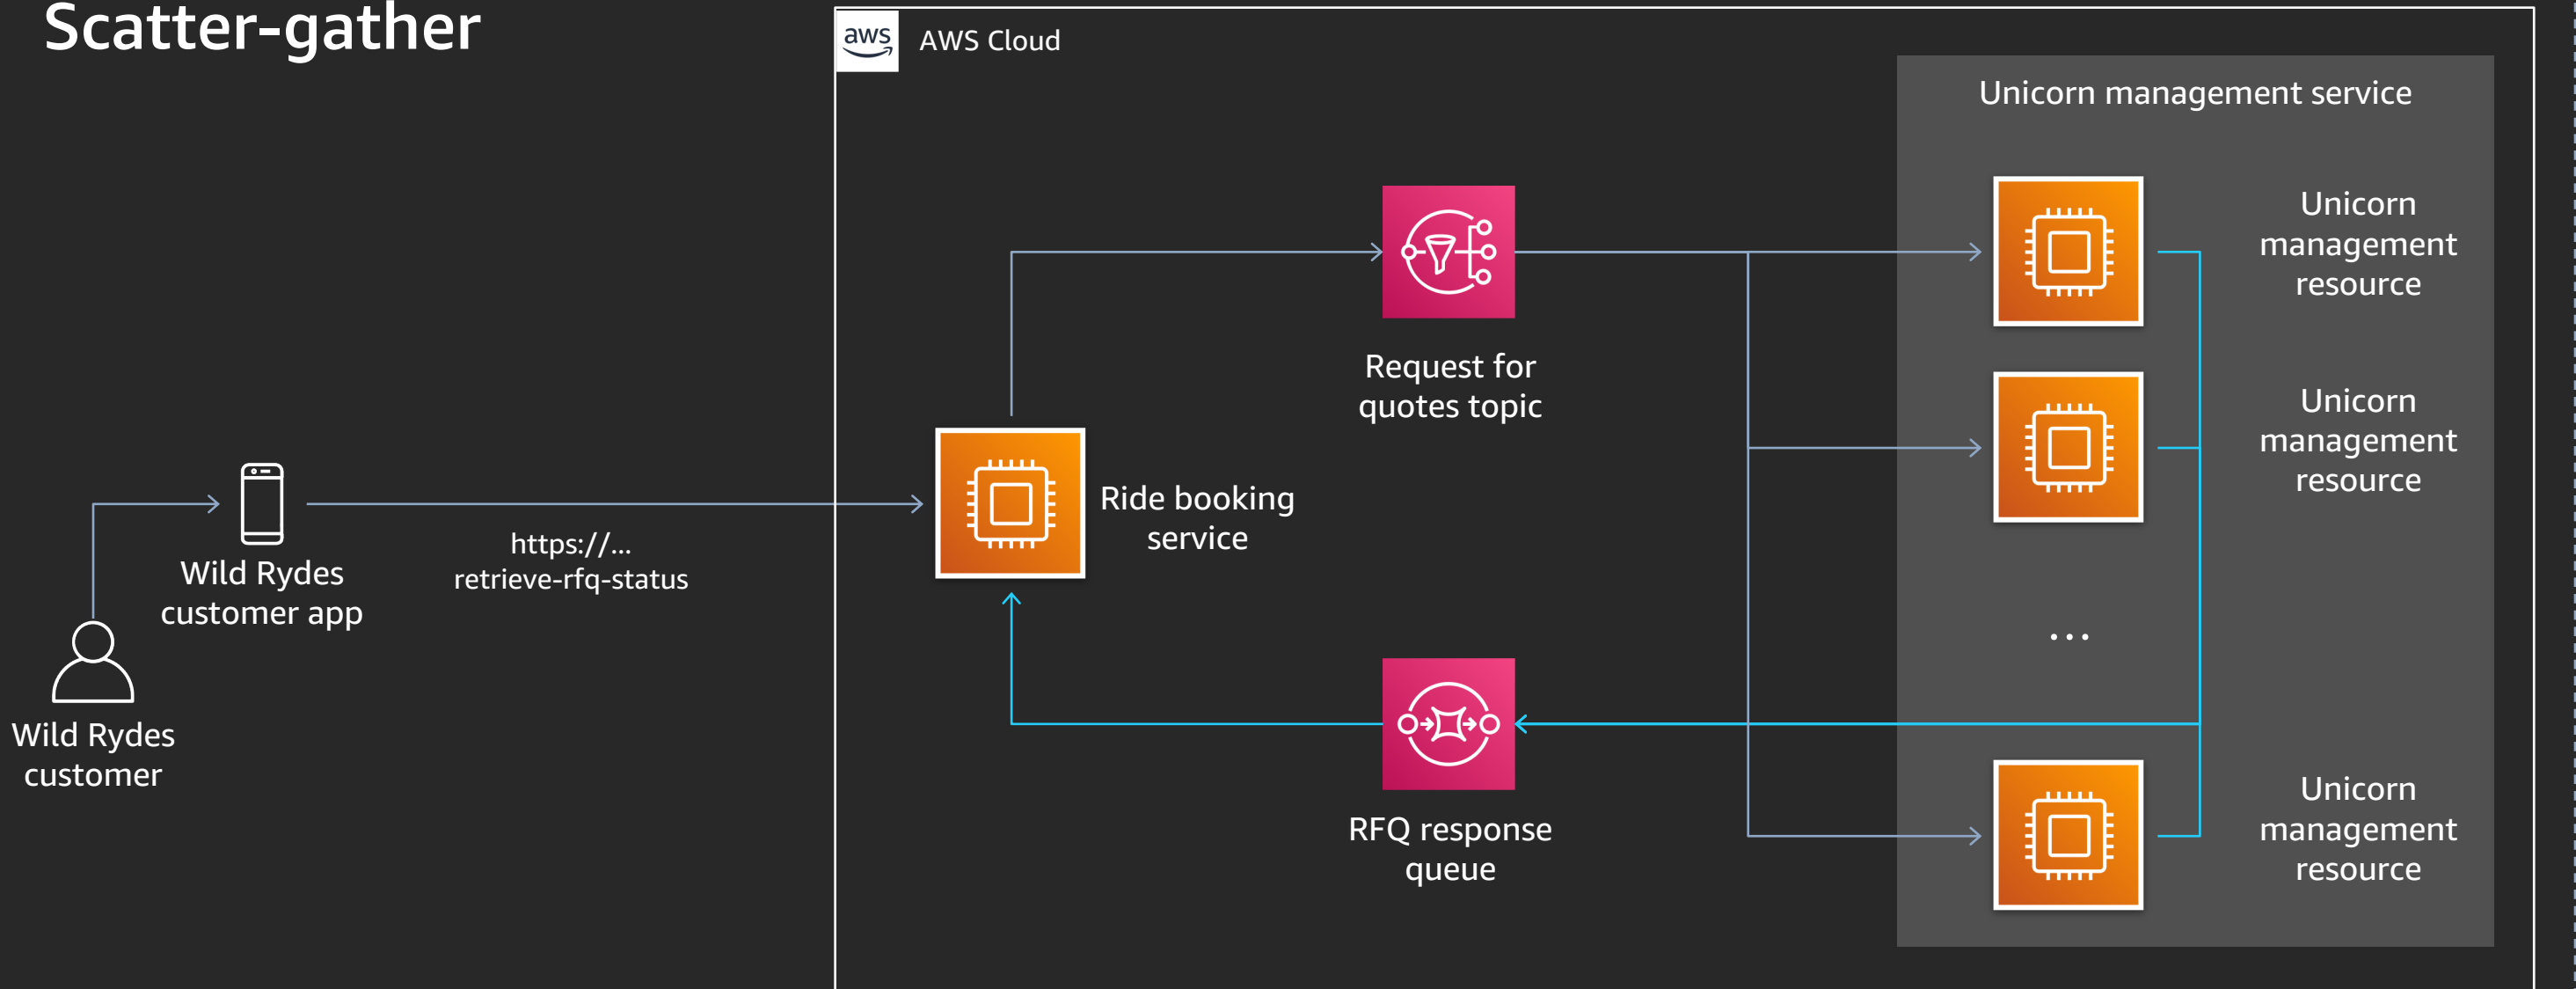 Scatter-gather
aws
AWS Cloud
Unicorn management service
Unicorn
management
resource
Request for
quotes topic
Unicorn
management
resource
Ride booking
service
https://...
retrieve-rfq-status
Wild Rydes
customer app
...
Wild Rydes
customer
RFQ response
queue
Unicorn
management
resource